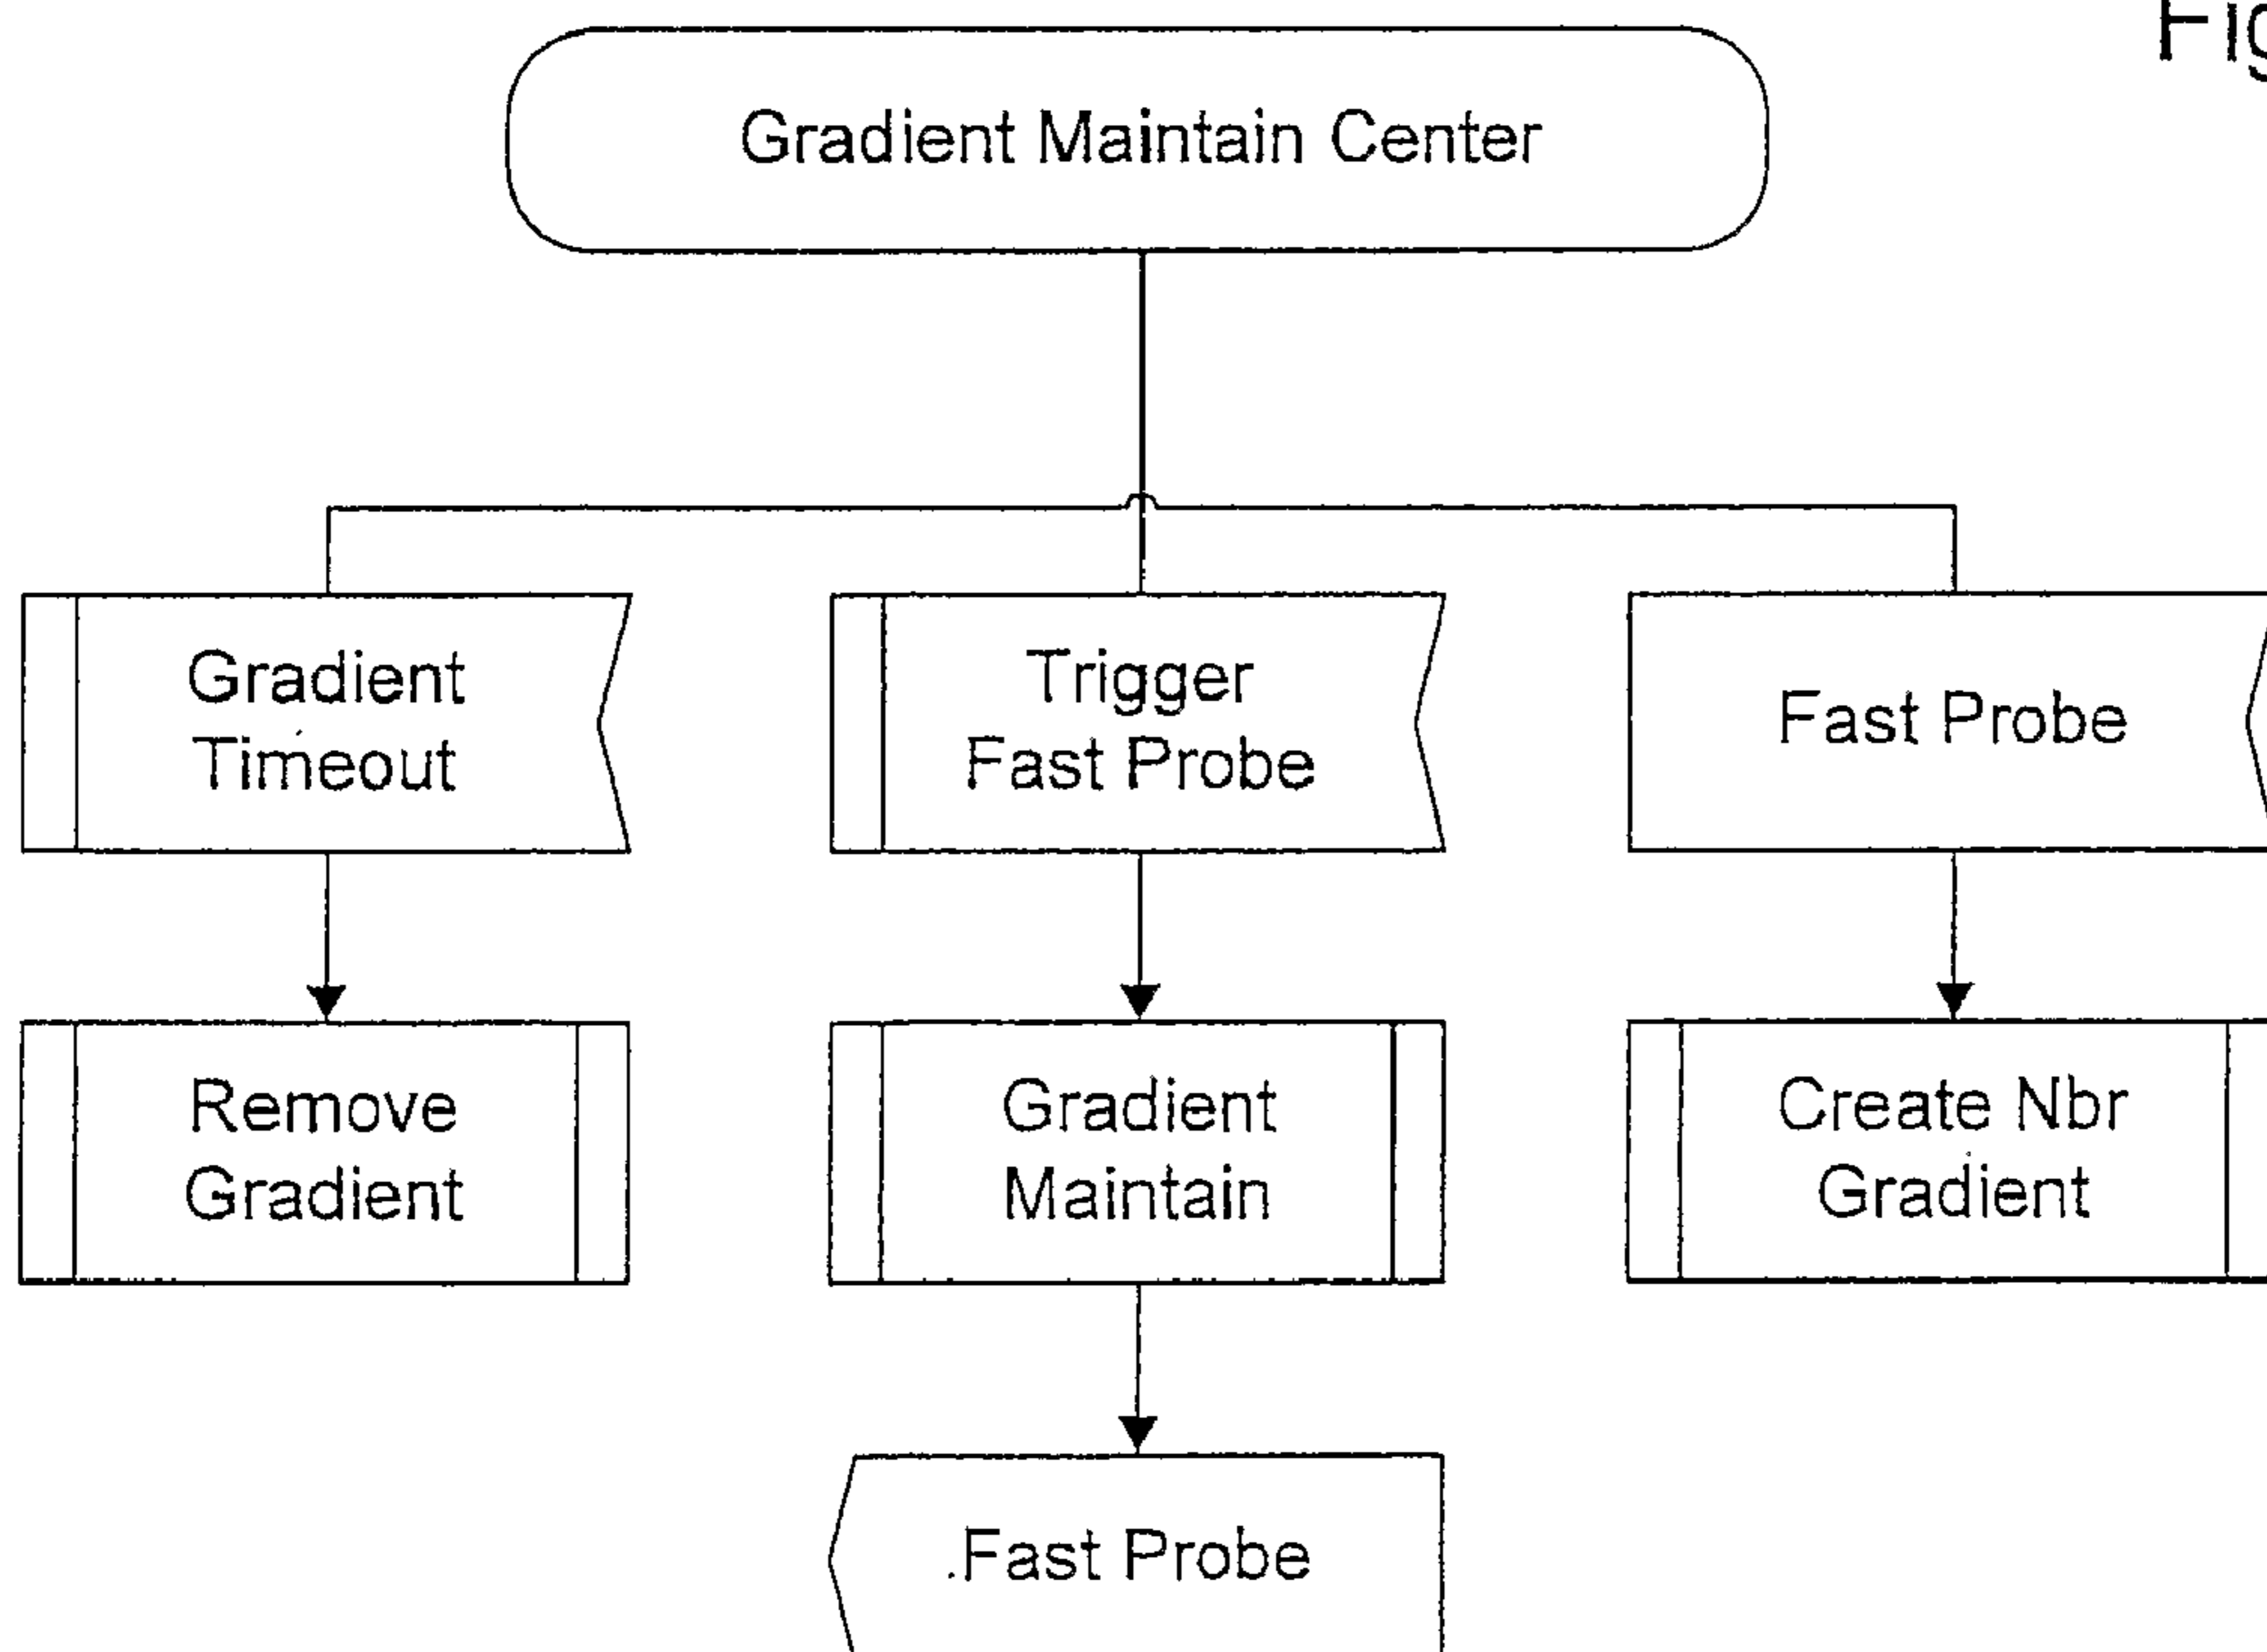 Gradient Maintain Center
Gradient
Timeout
Trigger
Fast Probe
Fast Probe
Remove
Gradient
Gradient
Maintain
Create Nbr
Gradient
Fast Probe